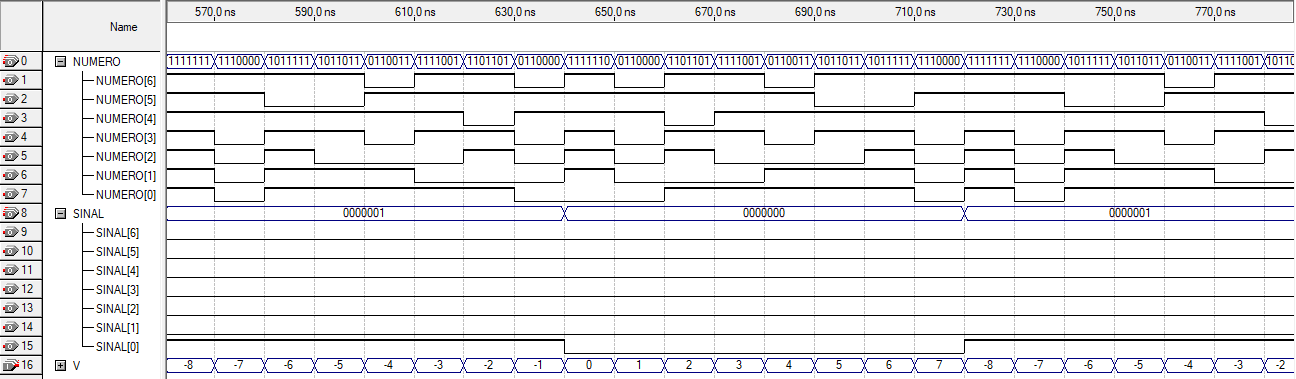 Name
570.0 ns 590.0 ns 610.0 ns 630.0 ns 650.0 ns 670.0 ns 690.0 ns 710.0 ns 730.0 ns 750.0 ns 770.0 ns
0 NUMERO 1111111 1110000 1011111 1011011 0110011 1111001 1101101 0110000 1111110 0110000 1101101 1111001 0110011 1011011 1011111 1110000 1111111 1110000 1011111 1011011 0110011 1111001 1101
1 NUMERO[6]
2 NUMERO[5]
3 NUMERO[4]
4 NUMERO[3]
5 NUMERO[2]
6 NUMERO[1]
7 NUMERO[0]
8 SINAL 0000001 0000000 0000001
9 SINAL[6]
10 SINAL[5]
11 SINAL[4]
12 SINAL[3]
13 SINAL[2]
14 SINAL[1]
15 SINAL[0]
16 V -8 -7 -6 -5 -4 -3 -2 -1 0 1 2 3 4 5 6 7 -8 -7 -6 -5 -4 -3 -2